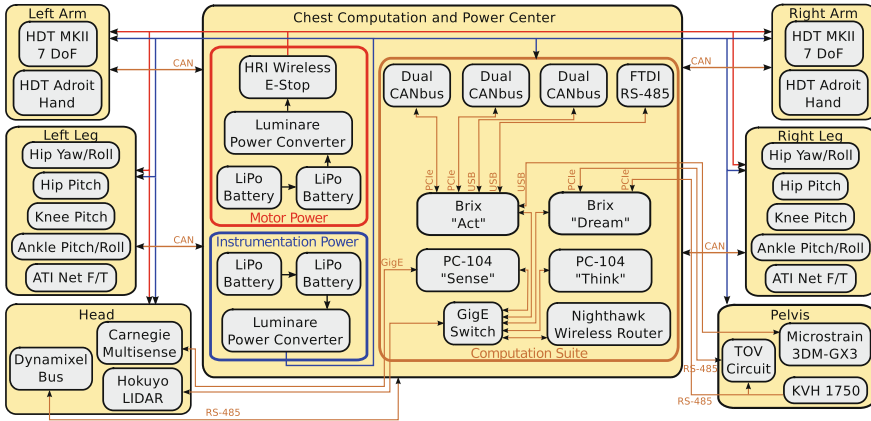 Left Arm
HDT MKII
7 DoF
HDT Adroit
Hand
Left Leg
Hip Yaw/Roll
Hip Pitch
Knee Pitch
Ankle Pitch/Roll
ATI Net F/T
Head
Carnegie
Multisense
Dynamixel
Bus
Hokuyo
LIDAR
CAN
CAN
RS-485
Chest Computation and Power Center
HRI Wireless
E-Stop
Luminare
Power Converter
LiPo
Battery
LiPo
Battery
Motor Power
Instrumentation Power
LiPo
Battery
LiPo
Battery
Luminare
Power Converter
Dual
CANbus
Dual
CANbus
Dual
CANbus
FTDI
RS-485
PCIe
PCIe
USB
USB
USB
PCIe
PCIe
Brix
"Act"
Brix
"Dream"
GigE
PC-104
"Sense"
PC-104
"Think"
GigE
Switch
Nighthawk
Wireless Router
Computation Suite
Right Arm
HDT MKII
7 DoF
HDT Adroit
Hand
CAN
Right Leg
Hip Yaw/Roll
Hip Pitch
Knee Pitch
Ankle Pitch/Roll
ATI Net F/T
CAN
Pelvis
Microstrain
3DM-GX3
TOV
Circuit
KVH 1750
RS-485
RS-485